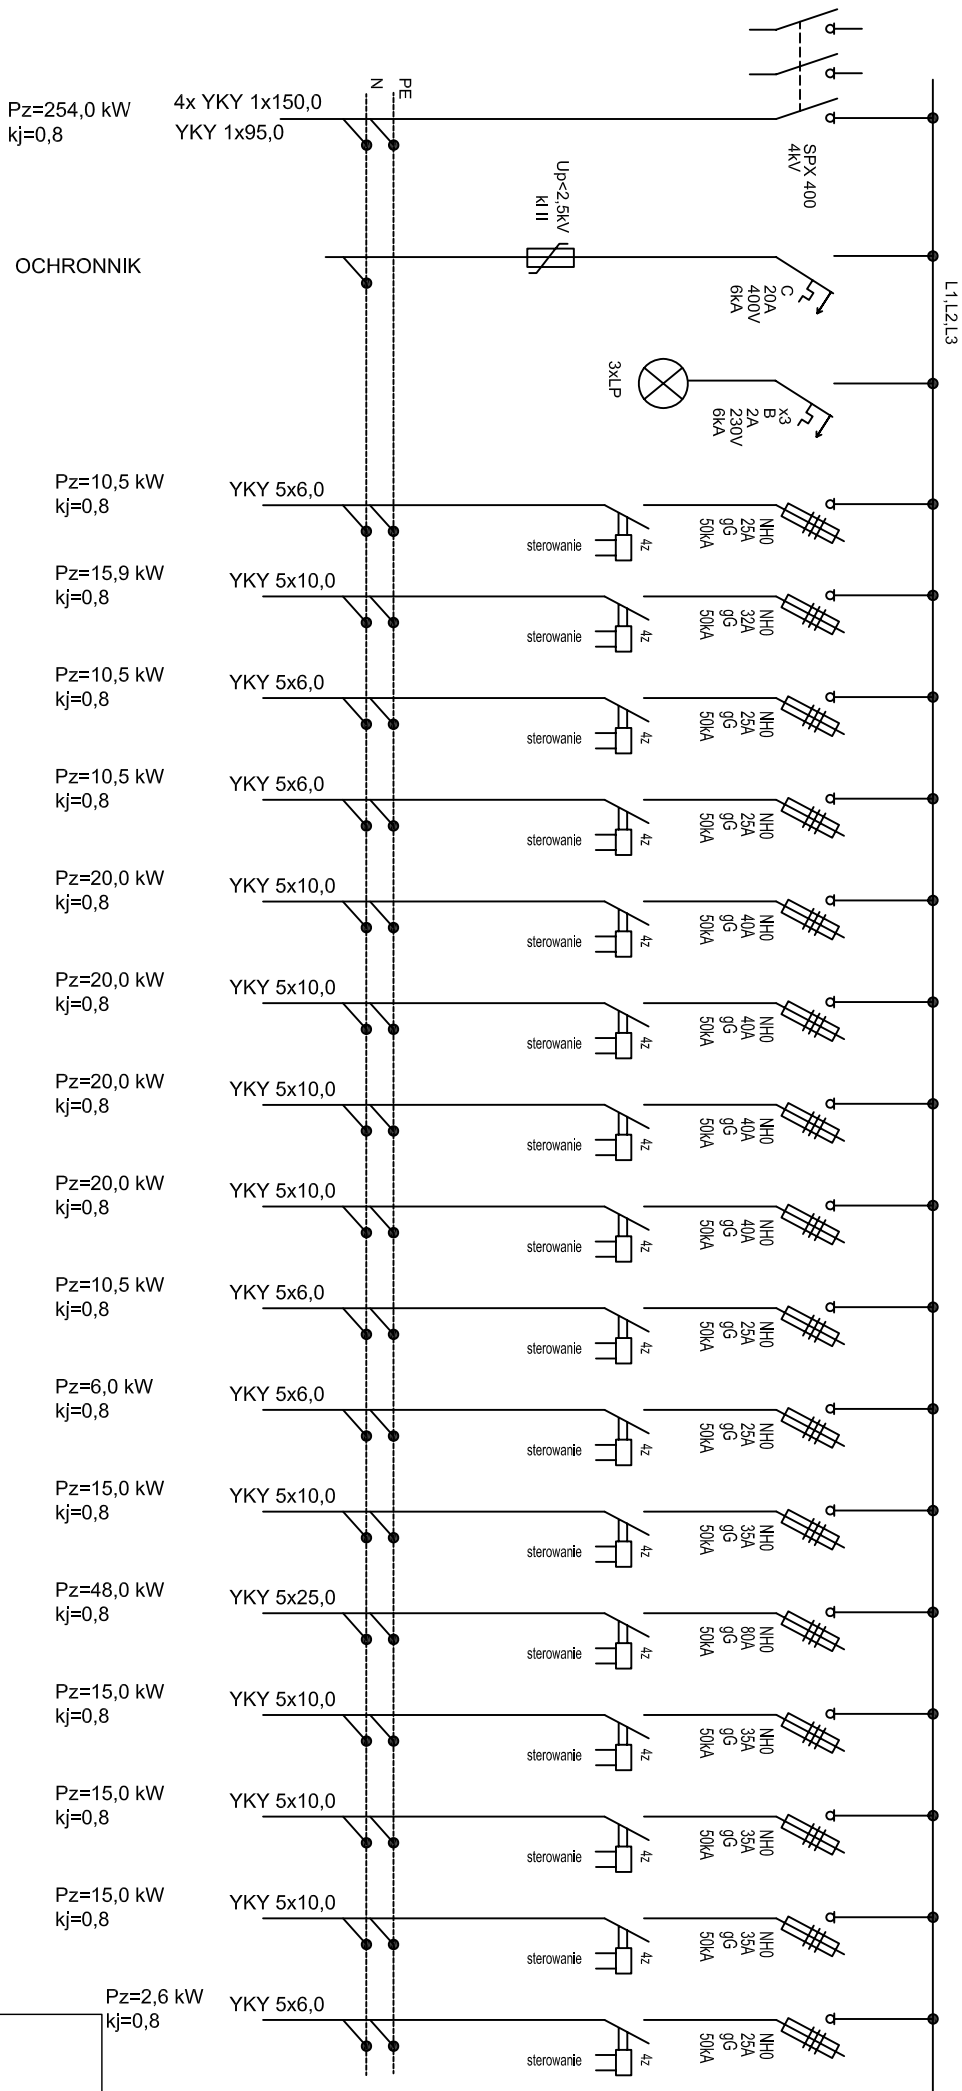 N
PE
Pz=254,0 kW
kj=0,8
4x YKY 1x150,0
YKY 1x95,0
SPX 400
4kV
L1,L2,L3
OCHRONNIK
Up<2,5kV
kl II
C
20A
400V
6kA
3xLP
x3
B
2A
230V
6kA
Pz=10,5 kW
kj=0,8
YKY 5x6,0
sterowanie
4z
NH0
25A
gG
50kA
Pz=15,9 kW
kj=0,8
YKY 5x10,0
sterowanie
4z
NH0
32A
gG
50kA
Pz=10,5 kW
kj=0,8
YKY 5x6,0
sterowanie
4z
NH0
25A
gG
50kA
Pz=10,5 kW
kj=0,8
YKY 5x6,0
sterowanie
4z
NH0
25A
gG
50kA
Pz=20,0 kW
kj=0,8
YKY 5x10,0
sterowanie
4z
NH0
40A
gG
50kA
Pz=20,0 kW
kj=0,8
YKY 5x10,0
sterowanie
4z
NH0
40A
gG
50kA
Pz=20,0 kW
kj=0,8
YKY 5x10,0
sterowanie
4z
NH0
40A
gG
50kA
Pz=20,0 kW
kj=0,8
YKY 5x10,0
sterowanie
4z
NH0
40A
gG
50kA
Pz=10,5 kW
kj=0,8
YKY 5x6,0
sterowanie
4z
NH0
25A
gG
50kA
Pz=6,0 kW
kj=0,8
YKY 5x6,0
sterowanie
4z
NH0
25A
gG
50kA
Pz=15,0 kW
kj=0,8
YKY 5x10,0
sterowanie
4z
NH0
35A
gG
50kA
Pz=48,0 kW
kj=0,8
YKY 5x25,0
sterowanie
4z
NH0
80A
gG
50kA
Pz=15,0 kW
kj=0,8
YKY 5x10,0
sterowanie
4z
NH0
35A
gG
50kA
Pz=15,0 kW
kj=0,8
YKY 5x10,0
sterowanie
4z
NH0
35A
gG
50kA
Pz=15,0 kW
kj=0,8
YKY 5x10,0
sterowanie
4z
NH0
35A
gG
50kA
Pz=2,6 kW
kj=0,8
YKY 5x6,0
sterowanie
4z
NH0
25A
gG
50kA